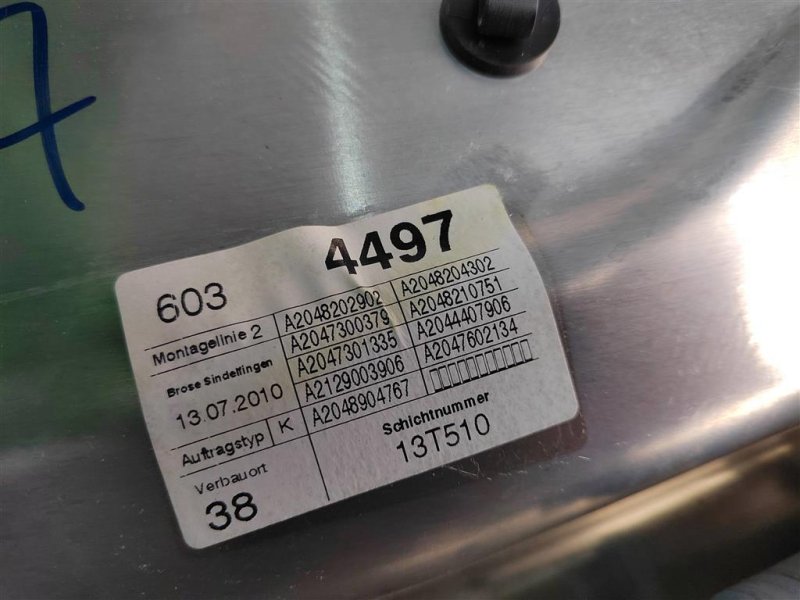 7
603 4497
Montagelinie 2
Brose Sindelfingen
13.07.2010
Auftragstyp K
Verbauort
38
A2048202902 A2048204302
A2047300379 A2048210751
A2047301335 A2044407906
A2129003906 A2047602134
A2048904767
Schichtnummer
13T510